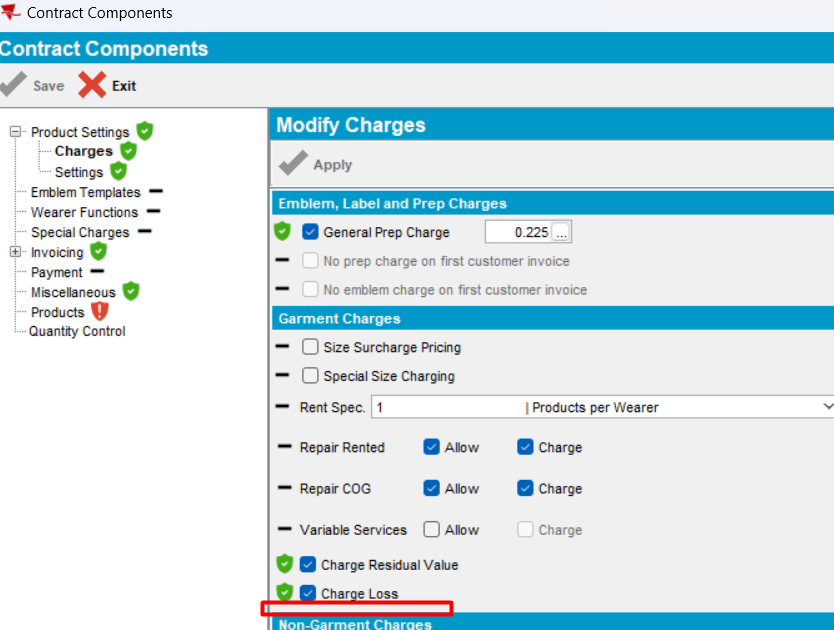 Contract Components
Contract Components
Save Exit
Product Settings
Charges
Settings
Emblem Templates
Wearer Functions
Special Charges
Invoicing
Payment
Miscellaneous
Products
Quantity Control
Modify Charges
Apply
Emblem, Label and Prep Charges
General Prep Charge 0.225 ...
No prep charge on first customer invoice
No emblem charge on first customer invoice
Garment Charges
Size Surcharge Pricing
Special Size Charging
Rent Spec. 1 | Products per Wearer
Repair Rented Allow Charge
Repair COG Allow Charge
Variable Services Allow Charge
Charge Residual Value
Charge Loss
Non-Garment Charges